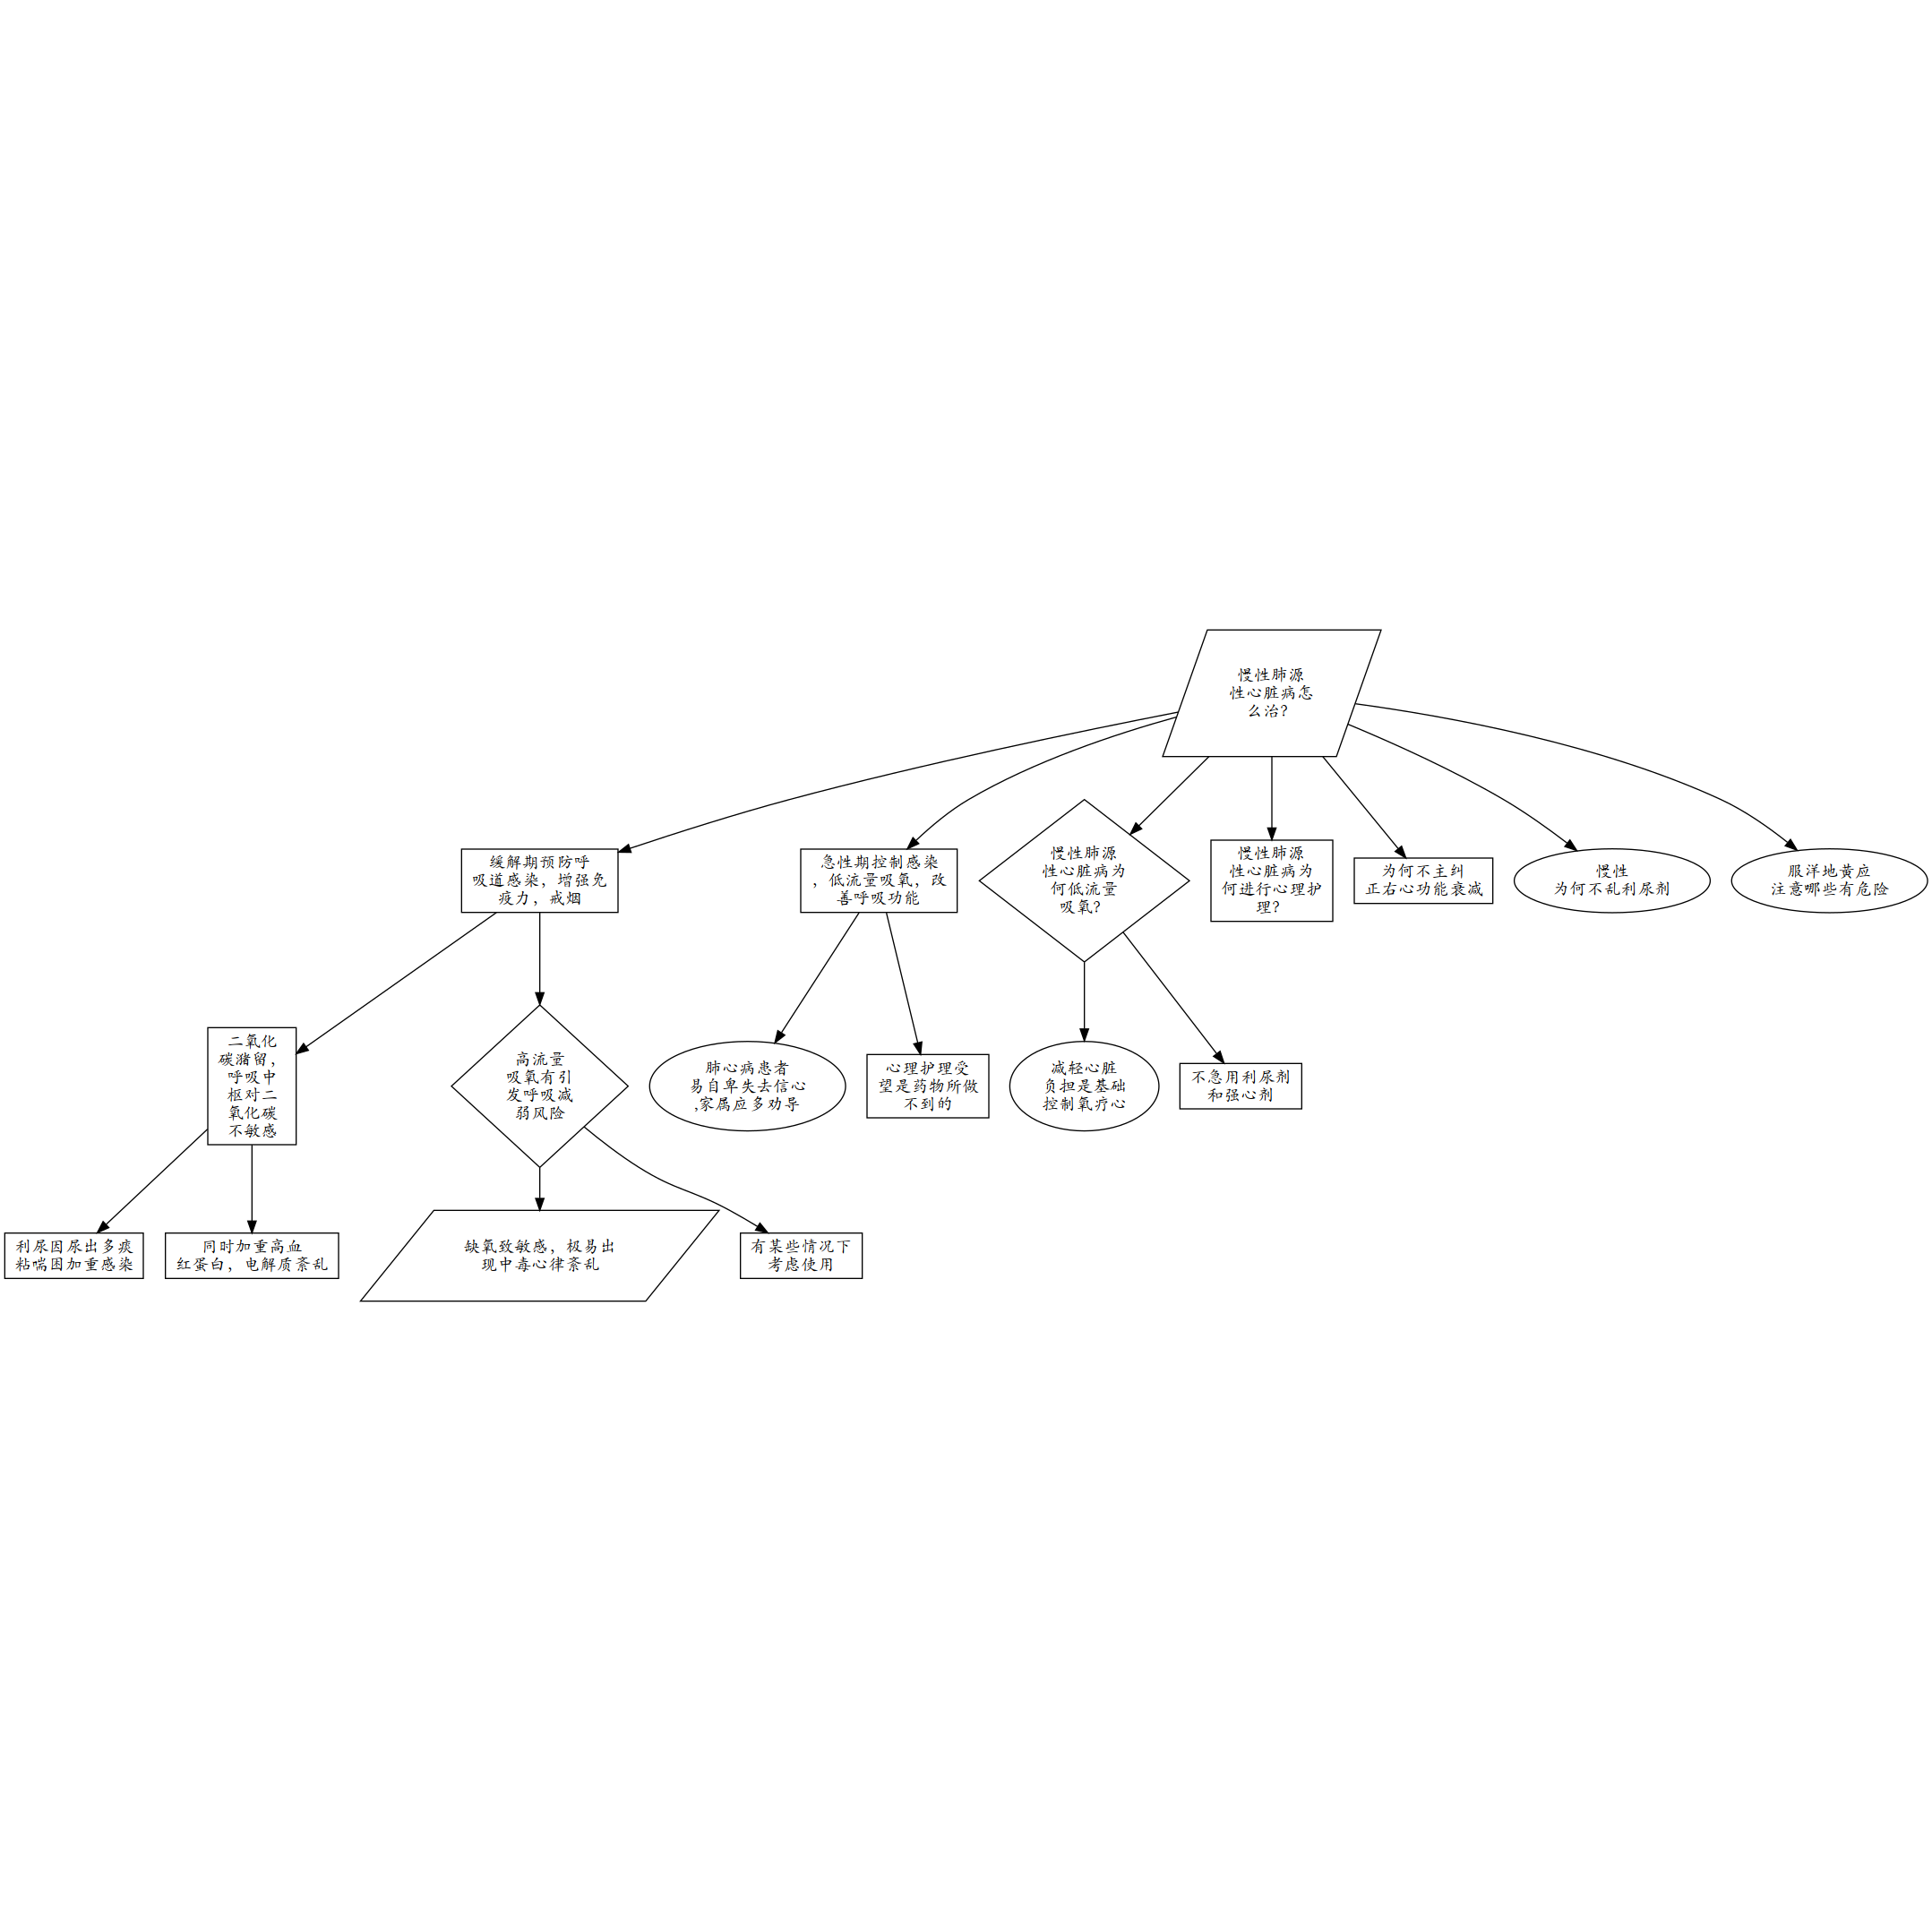 慢性肺源
性心脏病怎
么治?
缓解期预防呼
吸道感染，增强免
疫力，戒烟
急性期控制感染
，低流量吸氧，改
善呼吸功能
慢性肺源
性心脏病为
何低流量
吸氧?
慢性肺源
性心脏病为
何进行心理护
理?
为何不主纠
正右心功能衰减
慢性
为何不乱利尿剂
服洋地黄应
注意哪些有危险
二氧化
碳潴留，
呼吸中
枢对二
氧化碳
不敏感
高流量
吸氧有引
发呼吸减
弱风险
肺心病患者
易自卑失去信心
,家属应多劝导
心理护理受
望是药物所做
不到的
减轻心脏
负担是基础
控制氧疗心
不急用利尿剂
和强心剂
利尿因尿出多痰
粘喘困加重感染
同时加重高血
红蛋白，电解质紊乱
缺氧致敏感，极易出
现中毒心律紊乱
有某些情况下
考虑使用